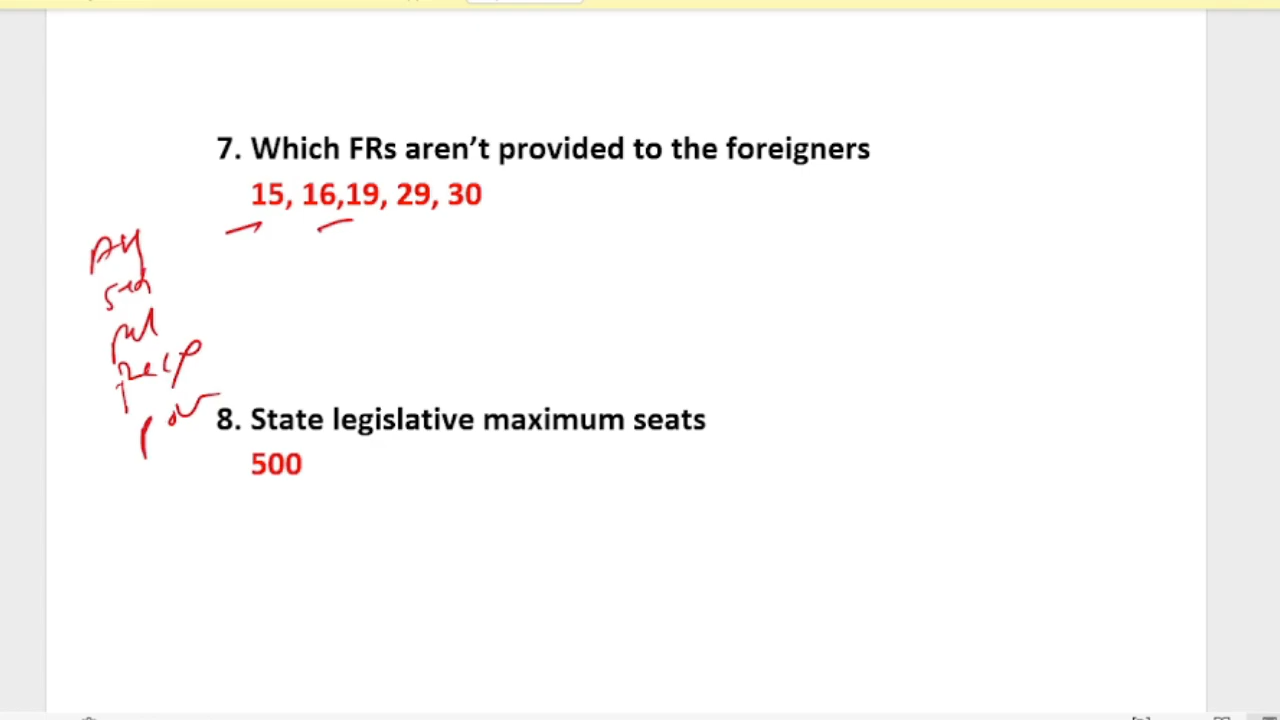 7. Which FRs aren't provided to the foreigners
15, 16,19, 29, 30
8. State legislative maximum seats
500